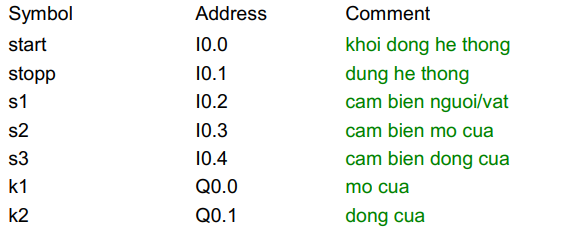 Symbol Address Comment
start I0.0 khoi dong he thong
stopp I0.1 dung he thong
s1 I0.2 cam bien nguoi/vat
s2 I0.3 cam bien mo cua
s3 I0.4 cam bien dong cua
k1 Q0.0 mo cua
k2 Q0.1 dong cua